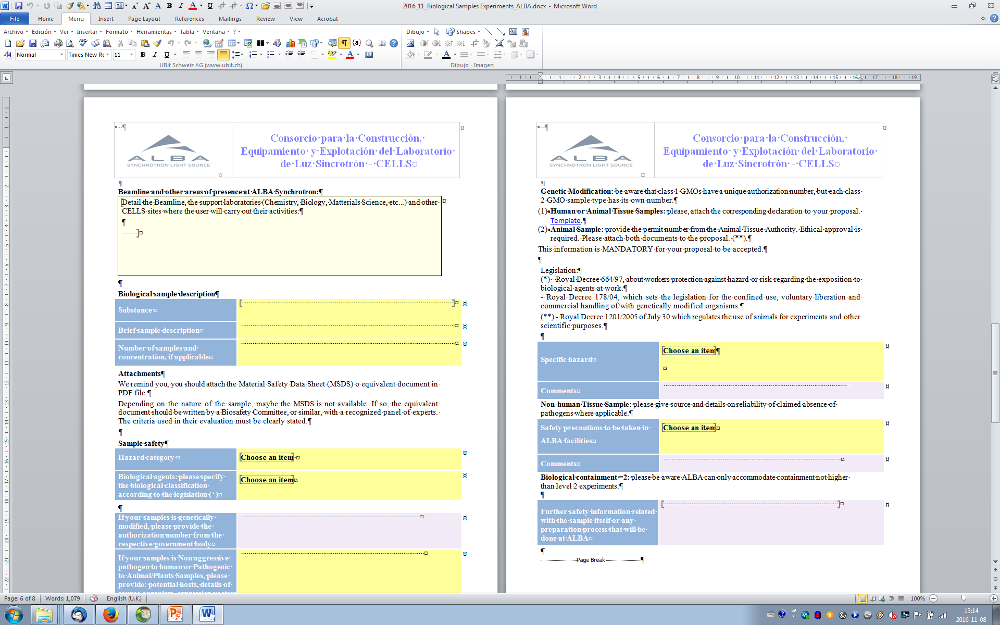 2016_11_Biological Samples Experiments_ALBA.docx - Microsoft Word
File Home Menu Insert Page Layout References Mailings Review View Acrobat
Archivo Edición Ver Insertar Formato Herramientas Tabla Ventana ?
Dibujo Shapes
Normal Times New R 11
UBit Schweiz AG (www.ubit.ch)
Dibujo - Imagen
ALBA
SYNCHROTRON LIGHT SOURCE
Consorcio para la Construcción,
Equipamiento y Explotación del Laboratorio
de Luz Sincrotrón - CELLS
Beamline and other areas of presence at ALBA Synchrotron:¶
Detail the Beamline, the support laboratories (Chemistry, Biology, Matterials Science, etc...) and other
CELLS sites where the user will carry out their activities:¶
Biological sample description¶
Substance
Brief sample description
Number of samples and
concentration, if applicable
Attachments¶
We remind you, you should attach the Material Safety Data Sheet (MSDS) o equivalent document in
PDF file.¶
Depending on the nature of the sample, maybe the MSDS is not available. If so, the equivalent
document should be written by a Biosafety Committee, or similar, with a recognized panel of experts.
The criteria used in their evaluation must be clearly stated.¶
Sample safety¶
Hazard category
Choose an item
Biological agents: please specify
the biological classification
according to the legislation (*)
Choose an item
If your samples is genetically
modified, please provide the
authorization number from the
respective government body
If your samples is Non aggressive
pathogen to human or Pathogenic
to Animal/Plants Samples, please
provide: potential hosts, details of
ALBA
SYNCHROTRON LIGHT SOURCE
Consorcio para la Construcción,
Equipamiento y Explotación del Laboratorio
de Luz Sincrotrón - CELLS
Genetic Modification: be aware that class 1 GMOs have a unique authorization number, but each class
2 GMO sample type has its own number.¶
(1) Human or Animal Tissue Samples: please, attach the corresponding declaration to your proposal.
Template.¶
(2) Animal Sample: provide the permit number from the Animal Tissue Authority. Ethical approval is
required. Please attach both documents to the proposal. (**).¶
This information is MANDATORY for your proposal to be accepted.¶
Legislation:¶
(*) - Royal Decree 664/97, about workers protection against hazard or risk regarding the exposition to
biological agents at work.¶
- Royal Decree 178/04, which sets the legislation for the confined use, voluntary liberation and
commercial handling of/with genetically modified organisms.¶
(**) - Royal Decree 1201/2005 of July 30 which regulates the use of animals for experiments and other
scientific purposes.¶
Specific hazard
Choose an item¶
Comments
Non-human Tissue Sample: please give source and details on reliability of claimed absence of
pathogens where applicable.¶
Safety precautions to be taken in
ALBA facilities
Choose an item
Comments
Biological containment <=2: please be aware ALBA can only accommodate containment not higher
than level 2 experiments.¶
Further safety information related
with the sample itself or any
preparation process that will be
done at ALBA
Page Break
Page: 6 of 8 Words: 1,079 English (U.K.) 100%
13:14
2016-11-08